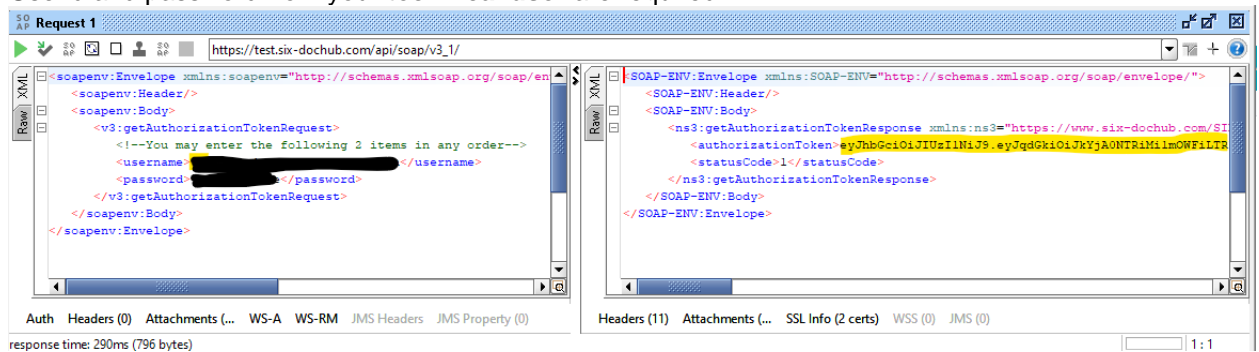 Request 1
https://test.six-dochub.com/api/soap/v3_1/
XML
Raw
<soapenv:Envelope xmlns:soapenv="http://schemas.xmlsoap.org/soap/en
<soapenv:Header/>
<soapenv:Body>
<v3:getAuthorizationTokenRequest>
<!--You may enter the following 2 items in any order-->
<username></username>
<password></password>
</v3:getAuthorizationTokenRequest>
</soapenv:Body>
</soapenv:Envelope>
XML
Raw
<SOAP-ENV:Envelope xmlns:SOAP-ENV="http://schemas.xmlsoap.org/soap/envelope/">
<SOAP-ENV:Header/>
<SOAP-ENV:Body>
<ns3:getAuthorizationTokenResponse xmlns:ns3="https://www.six-dochub.com/SI
<authorizationToken>eyJhbGciOiJIUzI1NiJ9.eyJqdGkiOiJkYjA0NTRiMi1mOWFiLTR
<statusCode>1</statusCode>
</ns3:getAuthorizationTokenResponse>
</SOAP-ENV:Body>
</SOAP-ENV:Envelope>
Auth Headers (0) Attachments (... WS-A WS-RM JMS Headers JMS Property (0)
Headers (11) Attachments (... SSL Info (2 certs) WSS (0) JMS (0)
response time: 290ms (796 bytes)
1 : 1